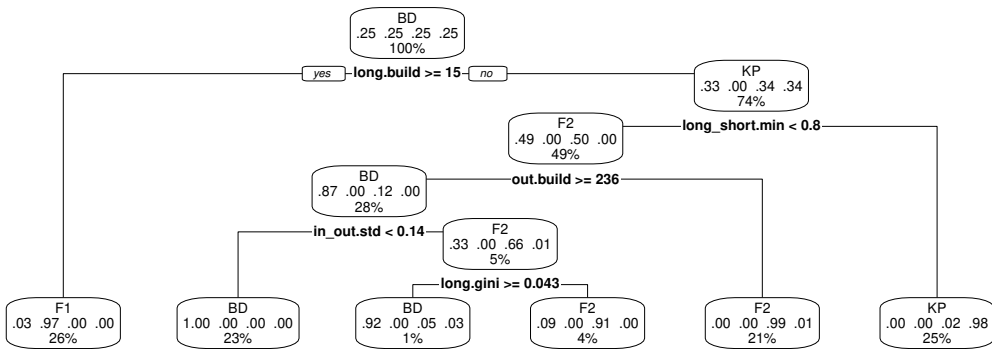 BD
.25 .25 .25 .25
100%
yes long.build >= 15 no
KP
.33 .00 .34 .34
74%
long_short.min < 0.8
F2
.49 .00 .50 .00
49%
out.build >= 236
BD
.87 .00 .12 .00
28%
in_out.std < 0.14
F2
.33 .00 .66 .01
5%
long.gini >= 0.043
F1
.03 .97 .00 .00
26%
BD
1.00 .00 .00 .00
23%
BD
.92 .00 .05 .03
1%
F2
.09 .00 .91 .00
4%
F2
.00 .00 .99 .01
21%
KP
.00 .00 .02 .98
25%